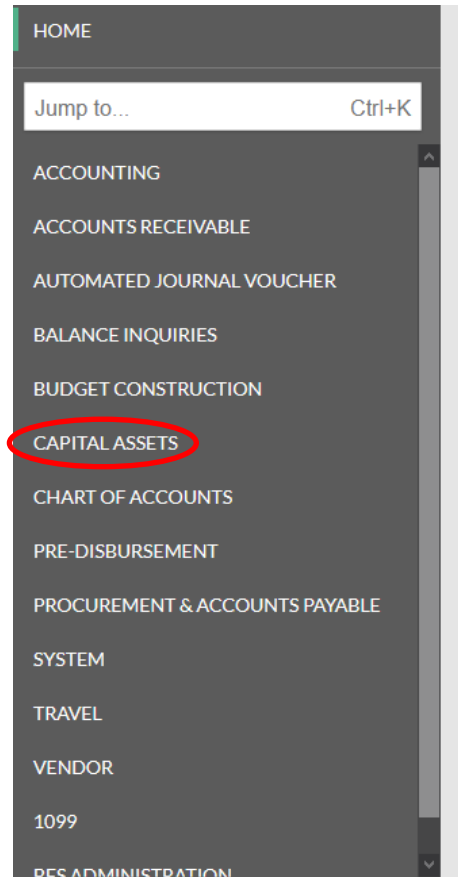 HOME
Jump to... Ctrl+K
ACCOUNTING
ACCOUNTS RECEIVABLE
AUTOMATED JOURNAL VOUCHER
BALANCE INQUIRIES
BUDGET CONSTRUCTION
CAPITAL ASSETS
CHART OF ACCOUNTS
PRE-DISBURSEMENT
PROCUREMENT & ACCOUNTS PAYABLE
SYSTEM
TRAVEL
VENDOR
1099
ADMINISTRATION